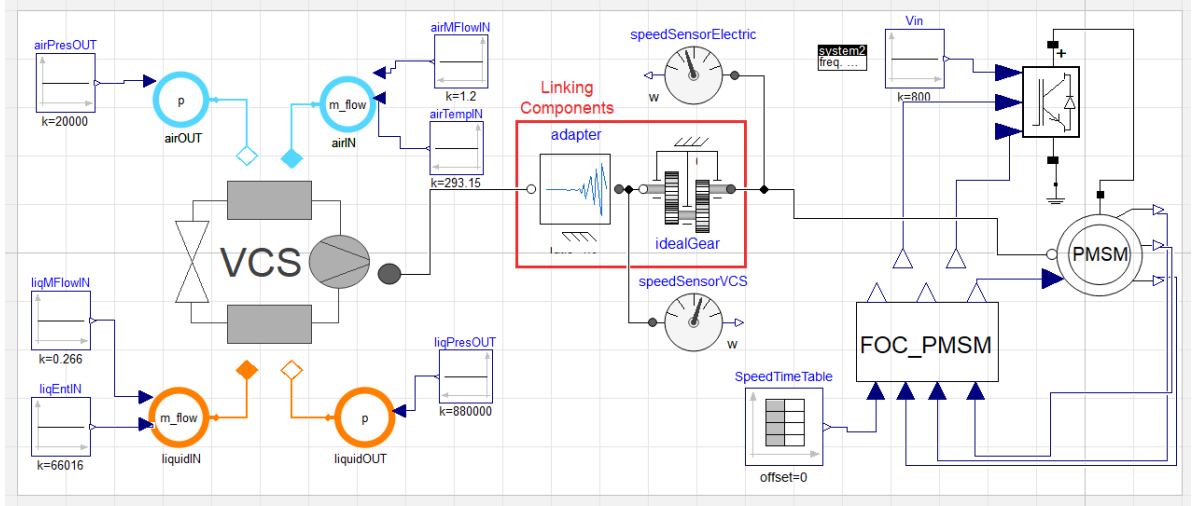 airPresOUT
k=20000
p
airOUT
airMFlowIN
k=1.2
m_flow
airIN
airTempIN
k=293.15
Linking
Components
adapter
idealGear
speedSensorElectric
w
system2
freq. ...
Vin
k=800
+
VCS
speedSensorVCS
w
PMSM
FOC_PMSM
liqMFlowIN
k=0.266
liqEntIN
k=66016
m_flow
liquidIN
p
liquidOUT
liqPresOUT
k=880000
SpeedTimeTable
offset=0